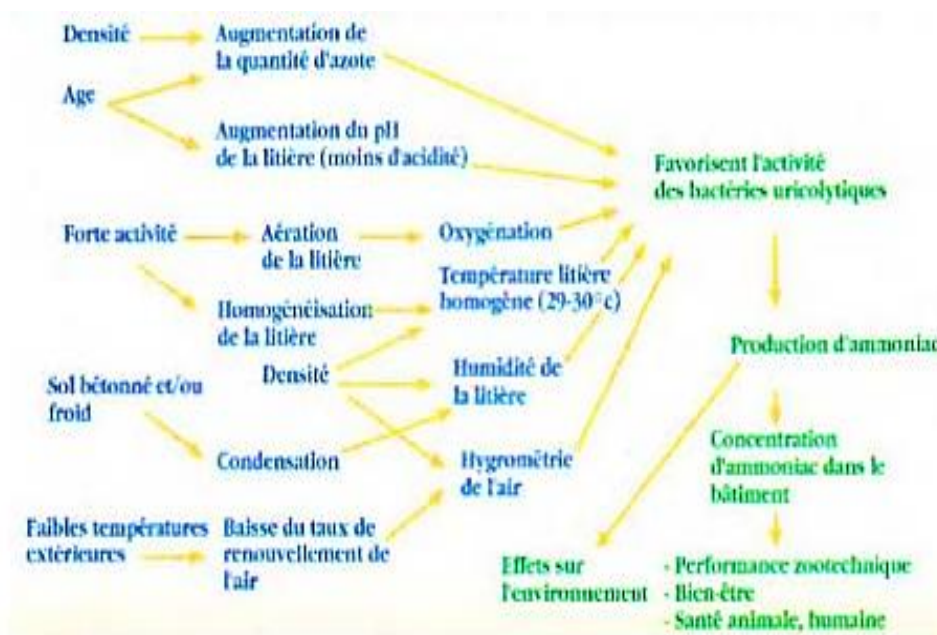 Densité
Augmentation de
la quantité d'azote
Age
Augmentation du pH
de la litière (moins d'acidité)
Favorisent l'activité
des bactéries uricolytiques
Forte activité
Aération
de la litière
Oxygénation
Température litière
homogène (29-30°c)
Homogénéisation
de la litière
Production d'ammoniac
Densité
Humidité de
la litière
Sol bétonné et/ou
froid
Condensation
Hygrométrie
de l'air
Concentration
d'ammoniac dans le
bâtiment
Faibles températures
extérieures
Baisse du taux de
renouvellement de
l'air
Effets sur
l'environnement
- Performance zootechnique
- Bien-être
- Santé animale, humaine